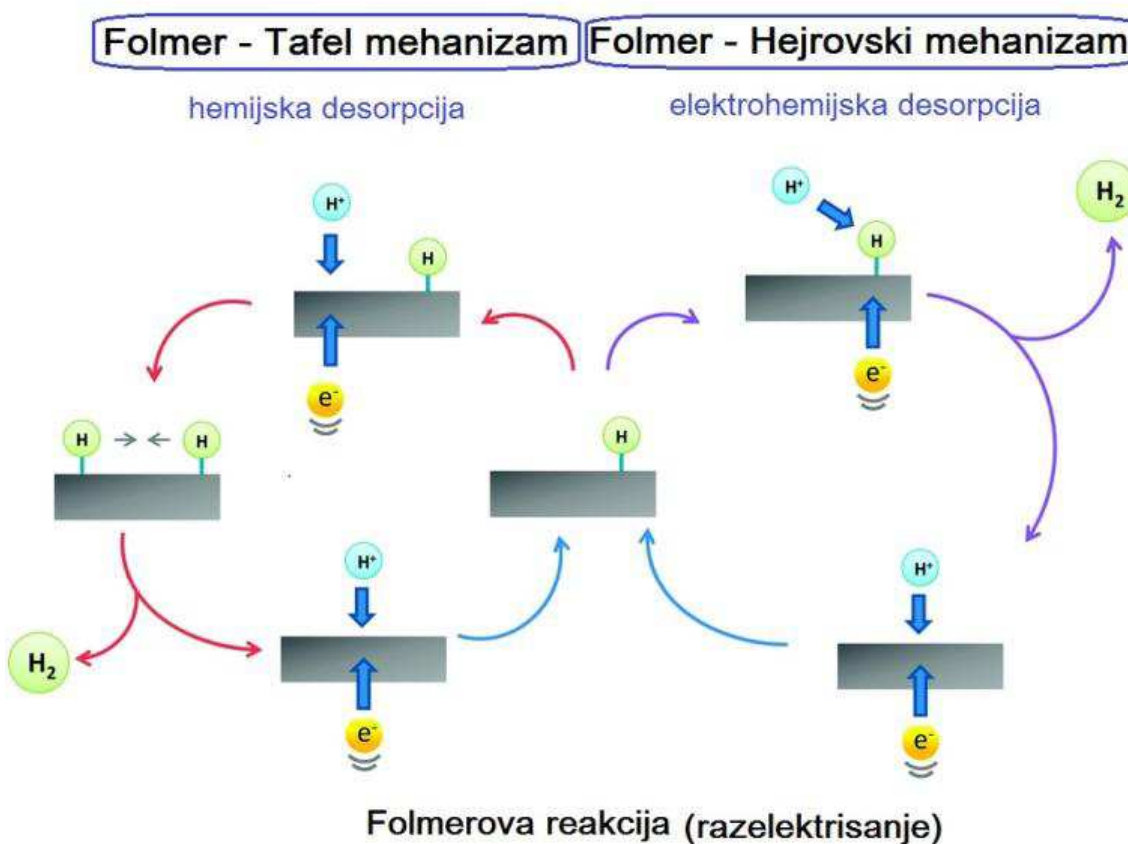 Folmer - Tafel mehanizam
Folmer - Hejrovski mehanizam
hemijska desorpcija
elektrohemijska desorpcija
H⁺
H
e⁻
H⁺
H
e⁻
H₂
H
H
H
H⁺
e⁻
H₂
H⁺
e⁻
Folmerova reakcija (razelektrisanje)